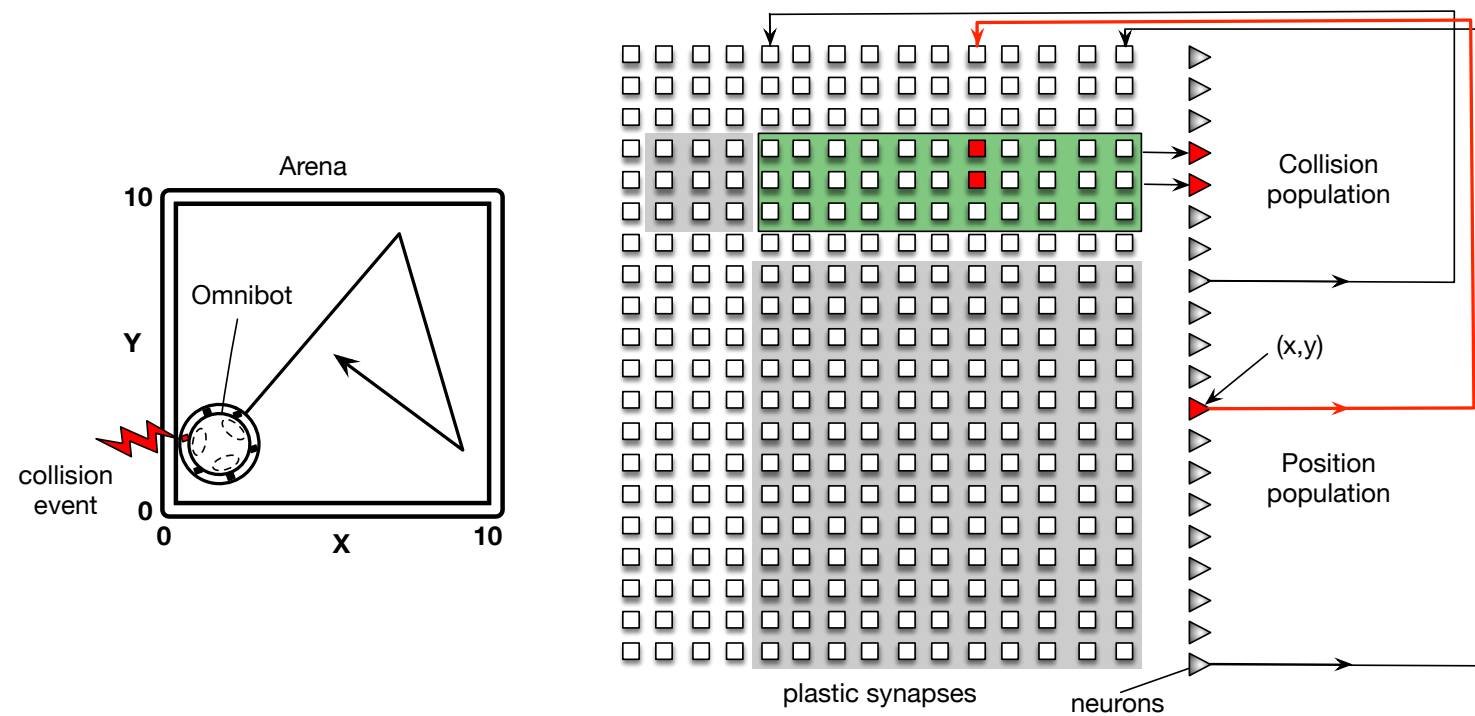 Arena
10
Omnibot
Y
collision
event
0
0
X
10
Collision
population
(x,y)
Position
population
plastic synapses
neurons